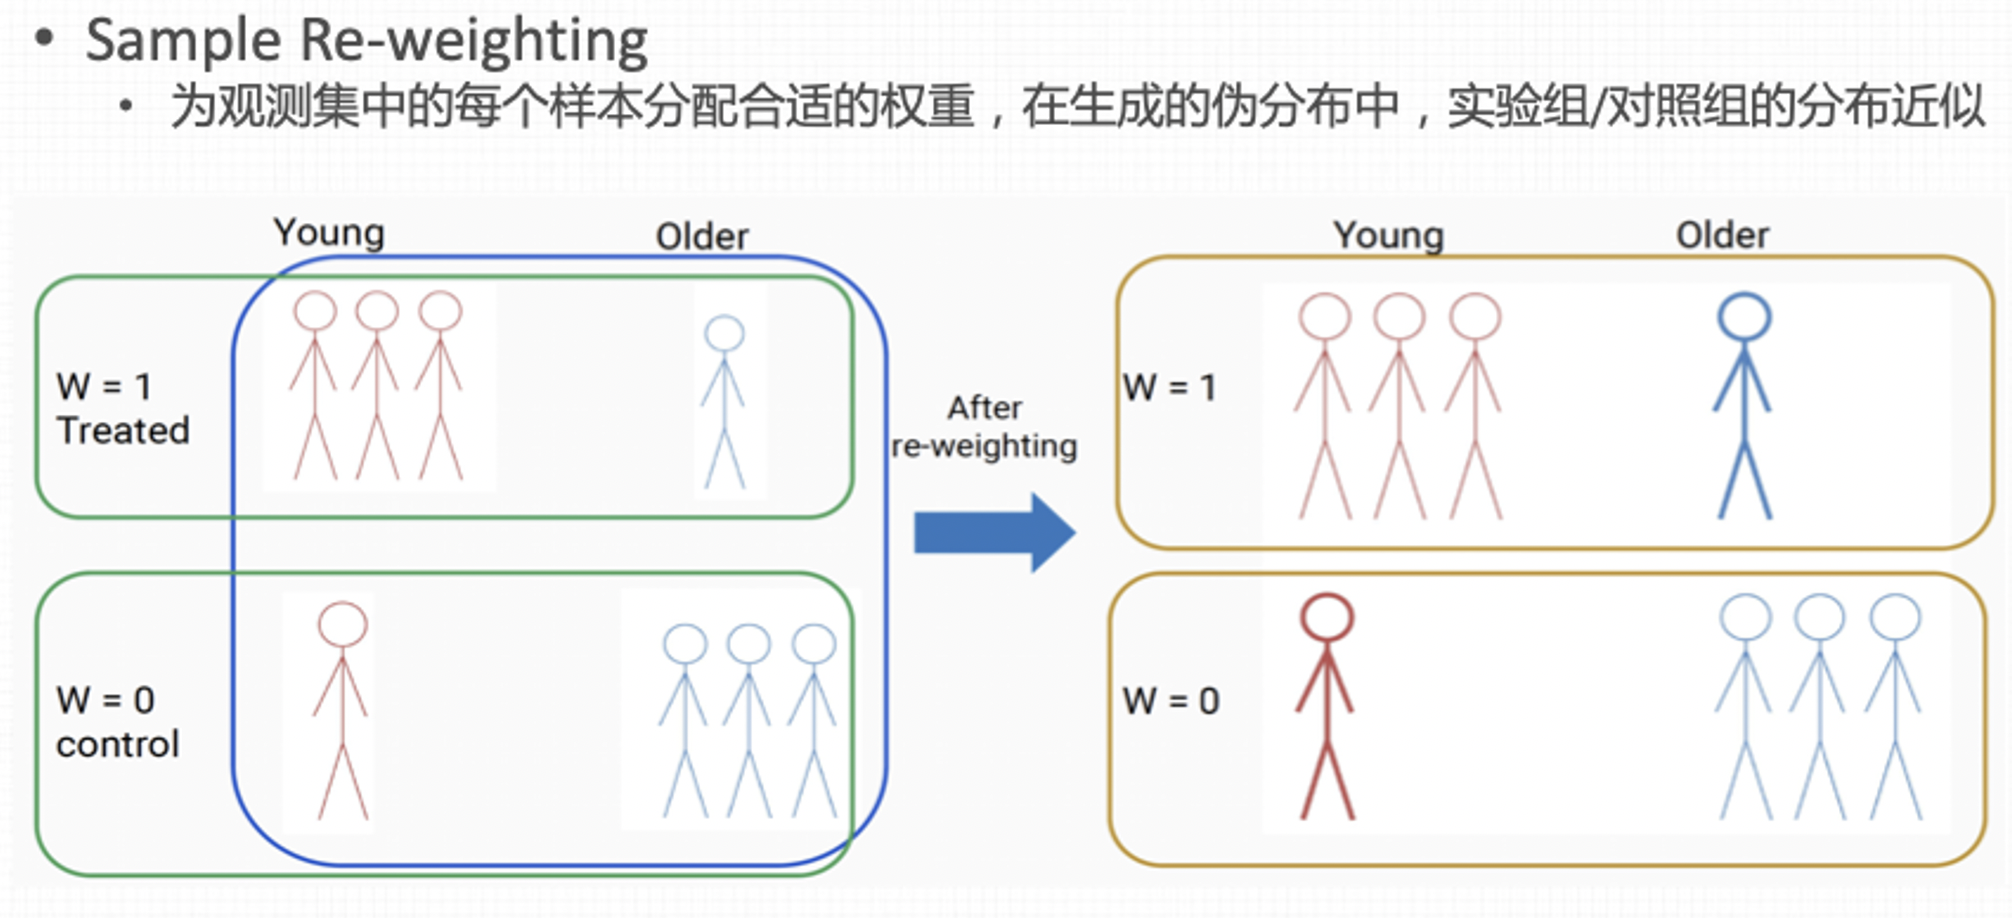 • Sample Re-weighting
• 为观测集中的每个样本分配合适的权重，在生成的伪分布中，实验组/对照组的分布近似
Young Older
W = 1
Treated
W = 0
control
After
re-weighting
Young Older
W = 1
W = 0